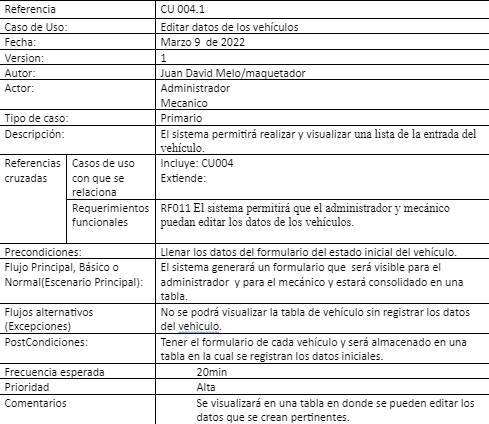 Referencia CU 004.1
Caso de Uso: Editar datos de los vehículos
Fecha: Marzo 9 de 2022
Version: 1
Autor: Juan David Melo/maquetador
Actor: Administrador
Mecanico
Tipo de caso: Primario
Descripción: El sistema permitirá realizar y visualizar una lista de la entrada del
vehículo.
Referencias Casos de uso Incluye: CU004
cruzadas con que se Extiende:
relaciona
Requerimientos RF011 El sistema permitirá que el administrador y mecánico
funcionales puedan editar los datos de los vehículos.
Precondiciones: Llenar los datos del formulario del estado inicial del vehículo.
Flujo Principal, Básico o El sistema generará un formulario que será visible para el
Normal(Escenario Principal): administrador y para el mecánico y estará consolidado en una
tabla.
Flujos alternativos No se podrá visualizar la tabla de vehículo sin registrar los datos
(Excepciones) del vehiculo.
PostCondiciones: Tener el formulario de cada vehículo y será almacenado en una
tabla en la cual se registran los datos iniciales.
Frecuencia esperada 20min
Prioridad Alta
Comentarios Se visualizará en una tabla en donde se pueden editar los
datos que se crean pertinentes.